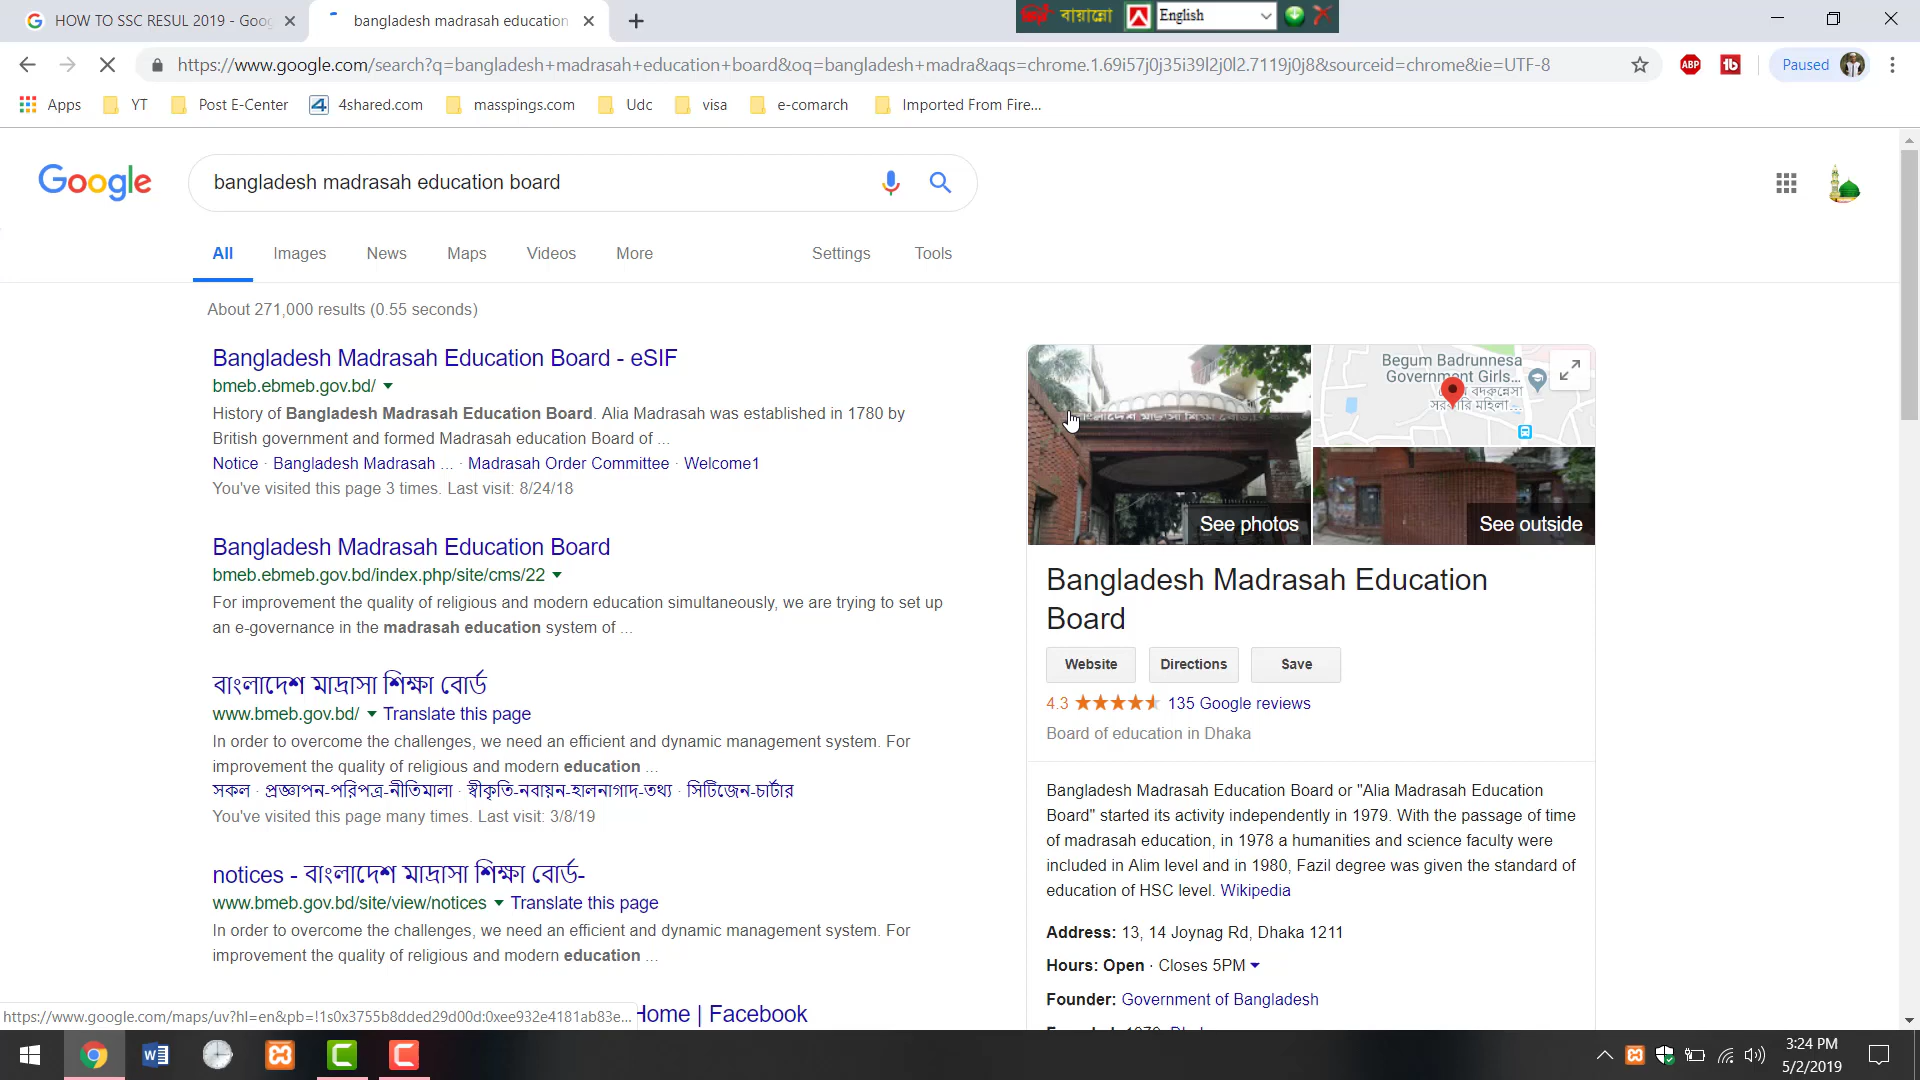 HOW TO SSC RESUL 2019 - Goog
bangladesh madrasah education
বায়ান্নো
English
https://www.google.com/search?q=bangladesh+madrasah+education+board&oq=bangladesh+madra&aqs=chrome.1.69i57j0j35i39l2j0l2.7119j0j8&sourceid=chrome&ie=UTF-8
ABP
Paused
Apps
YT
Post E-Center
4shared.com
masspings.com
Udc
visa
e-comarch
Imported From Fire...
Google
bangladesh madrasah education board
All
Images
News
Maps
Videos
More
Settings
Tools
About 271,000 results (0.55 seconds)
Bangladesh Madrasah Education Board - eSIF
bmeb.ebmeb.gov.bd/
History of Bangladesh Madrasah Education Board. Alia Madrasah was established in 1780 by
British government and formed Madrasah education Board of ...
Notice · Bangladesh Madrasah ... · Madrasah Order Committee · Welcome1
You've visited this page 3 times. Last visit: 8/24/18
Bangladesh Madrasah Education Board
bmeb.ebmeb.gov.bd/index.php/site/cms/22
For improvement the quality of religious and modern education simultaneously, we are trying to set up
an e-governance in the madrasah education system of ...
বাংলাদেশ মাদ্রাসা শিক্ষা বোর্ড
www.bmeb.gov.bd/ Translate this page
In order to overcome the challenges, we need an efficient and dynamic management system. For
improvement the quality of religious and modern education ...
সকল · প্রজ্ঞাপন-পরিপত্র-নীতিমালা · স্বীকৃতি-নবায়ন-হালনাগাদ-তথ্য · সিটিজেন-চার্টার
You've visited this page many times. Last visit: 3/8/19
notices - বাংলাদেশ মাদ্রাসা শিক্ষা বোর্ড-
www.bmeb.gov.bd/site/view/notices Translate this page
In order to overcome the challenges, we need an efficient and dynamic management system. For
improvement the quality of religious and modern education ...
Home | Facebook
https://www.google.com/maps/uv?hl=en&pb=!1s0x3755b8dded29d00d:0xee932e4181ab83e...
Begum Badrunnesa
Government Girls...
See photos
See outside
Bangladesh Madrasah Education
Board
Website
Directions
Save
4.3
135 Google reviews
Board of education in Dhaka
Bangladesh Madrasah Education Board or "Alia Madrasah Education
Board" started its activity independently in 1979. With the passage of time
of madrasah education, in 1978 a humanities and science faculty were
included in Alim level and in 1980, Fazil degree was given the standard of
education of HSC level. Wikipedia
Address: 13, 14 Joynag Rd, Dhaka 1211
Hours: Open · Closes 5PM
Founder: Government of Bangladesh
3:24 PM
5/2/2019